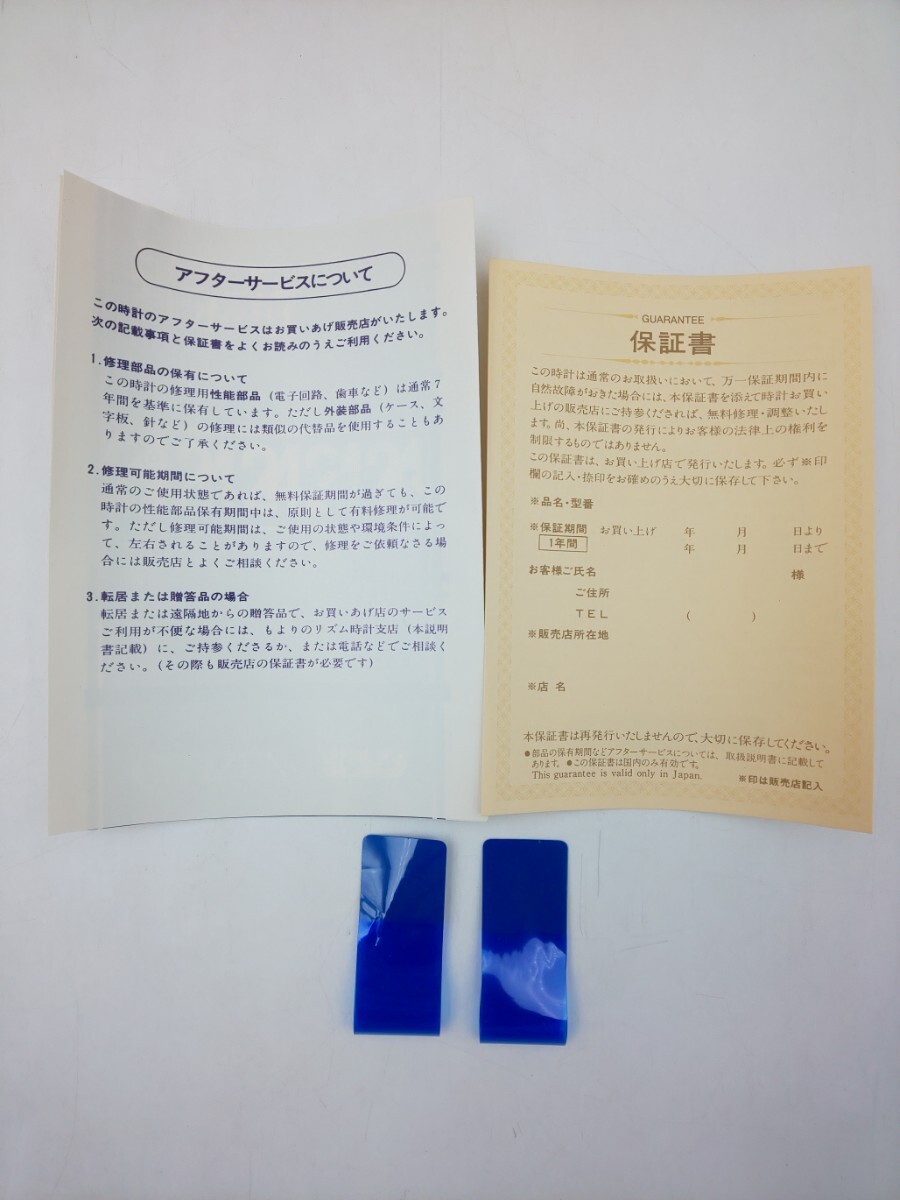 アフターサービスについて
この時計のアフターサービスはお買いあげ販売店がいたします。
次の記載事項と保証書をよくお読みのうえご利用ください。
1.修理部品の保有について
この時計の修理用性能部品（電子回路、歯車など）は通常7
年間を基準に保有しています。ただし外装部品（ケース、文
字板、針など）の修理には類似の代替品を使用することもあ
りますのでご了承ください。
2.修理可能期間について
通常のご使用状態であれば、無料保証期間が過ぎても、この
時計の性能部品保有期間中は、原則として有料修理が可能で
す。ただし修理可能期間は、ご使用の状態や環境条件によっ
て、左右されることがありますので、修理をご依頼なさる場
合には販売店とよくご相談ください。
3.転居または贈答品の場合
転居または遠隔地からの贈答品で、お買いあげ店のサービス
ご利用が不便な場合には、もよりのリズム時計支店（本説明
書記載）に、ご持参くださるか、または電話などでご相談く
ださい。(その際も販売店の保証書が必要です)
GUARANTEE
保証書
この時計は通常のお取扱いにおいて、万一保証期間内に
自然故障がおきた場合には、本保証書を添えて時計お買い
上げの販売店にご持参くだされば、無料修理・調整いたし
ます。尚、本保証書の発行によりお客様の法律上の権利を
制限するものではありません。
この保証書は、お買い上げ店で発行いたします。必ず※印
欄の記入・捺印をお確めのうえ大切に保存して下さい。
※品名・型番
※保証期間 お買い上げ 年 月 日より
1年間 年 月 日まで
お客様ご氏名 様
ご住所
TEL ( )
※販売店所在地
※店名
本保証書は再発行いたしませんので、大切に保存してください。
●部品の保有期間などアフターサービスについては、取扱説明書に記載して
あります。●この保証書は国内のみ有効です。
This guarantee is valid only in Japan. ※印は販売店記入